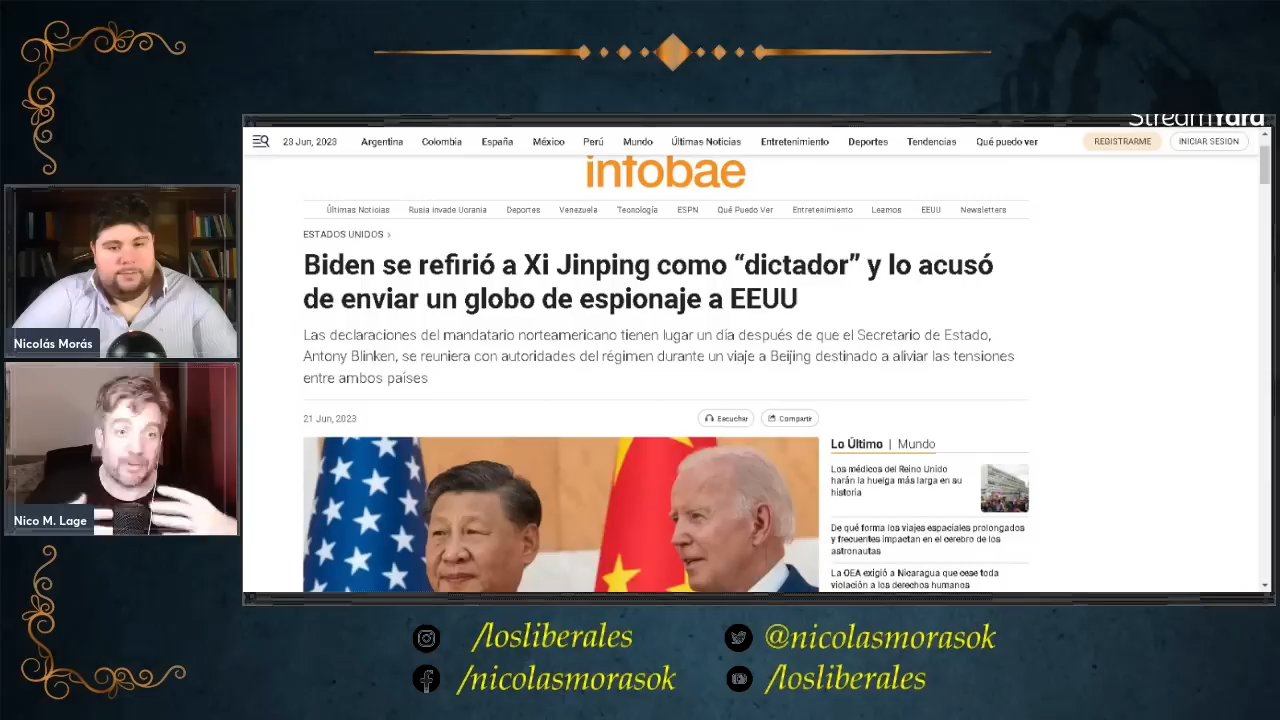 StreamYard
23 Jun, 2023 Argentina Colombia España México Perú Mundo Últimas Noticias Entretenimiento Deportes Tendencias Qué puedo ver REGISTRARME INICIAR SESION
infobae
Últimas Noticias Rusia invade Ucrania Deportes Venezuela Tecnología ESPN Qué Puedo Ver Entretenimiento Leamos EEUU Newsletters
ESTADOS UNIDOS >
Biden se refirió a Xi Jinping como “dictador” y lo acusó
de enviar un globo de espionaje a EEUU
Las declaraciones del mandatario norteamericano tienen lugar un día después de que el Secretario de Estado,
Antony Blinken, se reuniera con autoridades del régimen durante un viaje a Beijing destinado a aliviar las tensiones
entre ambos países
21 Jun, 2023 Escuchar Compartir
Lo Último | Mundo
Los médicos del Reino Unido
harán la huelga más larga en su
historia
De qué forma los viajes espaciales prolongados
y frecuentes impactan en el cerebro de los
astronautas
La OEA exigió a Nicaragua que cese toda
violación a los derechos humanos
Nicolás Morás
Nico M. Lage
/losliberales @nicolasmorasok
/nicolasmorasok /losliberales